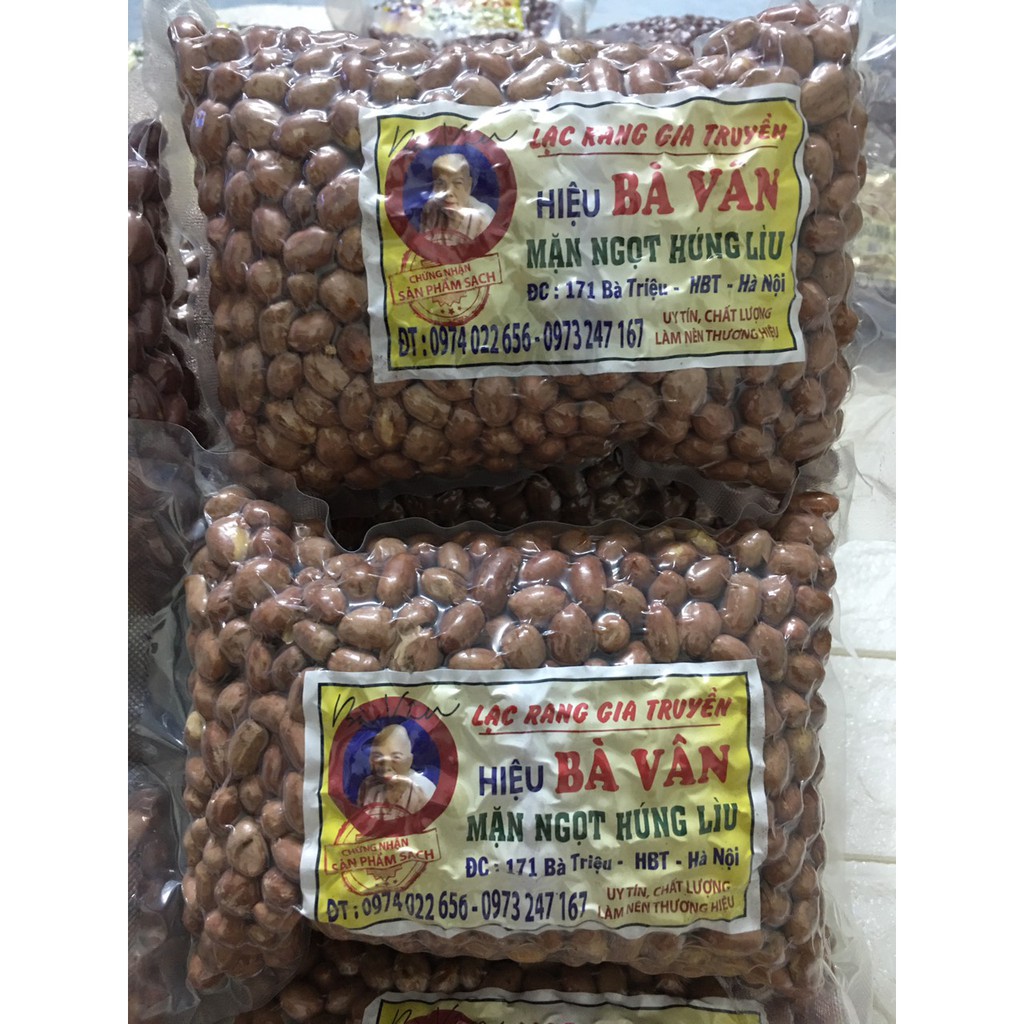 Bà Vân
LẠC RANG GIA TRUYỀN
HIỆU BÀ VÂN
MẶN NGỌT HÚNG LÌU
CHỨNG NHẬN
SẢN PHẨM SẠCH
ĐC : 171 Bà Triệu - HBT - Hà Nội
UY TÍN, CHẤT LƯỢNG
LÀM NÊN THƯƠNG HIỆU
ĐT : 0974 022 656 - 0973 247 167
Bà Vân
LẠC RANG GIA TRUYỀN
HIỆU BÀ VÂN
MẶN NGỌT HÚNG LÌU
CHỨNG NHẬN
SẢN PHẨM SẠCH
ĐC : 171 Bà Triệu - HBT - Hà Nội
UY TÍN, CHẤT LƯỢNG
LÀM NÊN THƯƠNG HIỆU
ĐT : 0974 022 656 - 0973 247 167